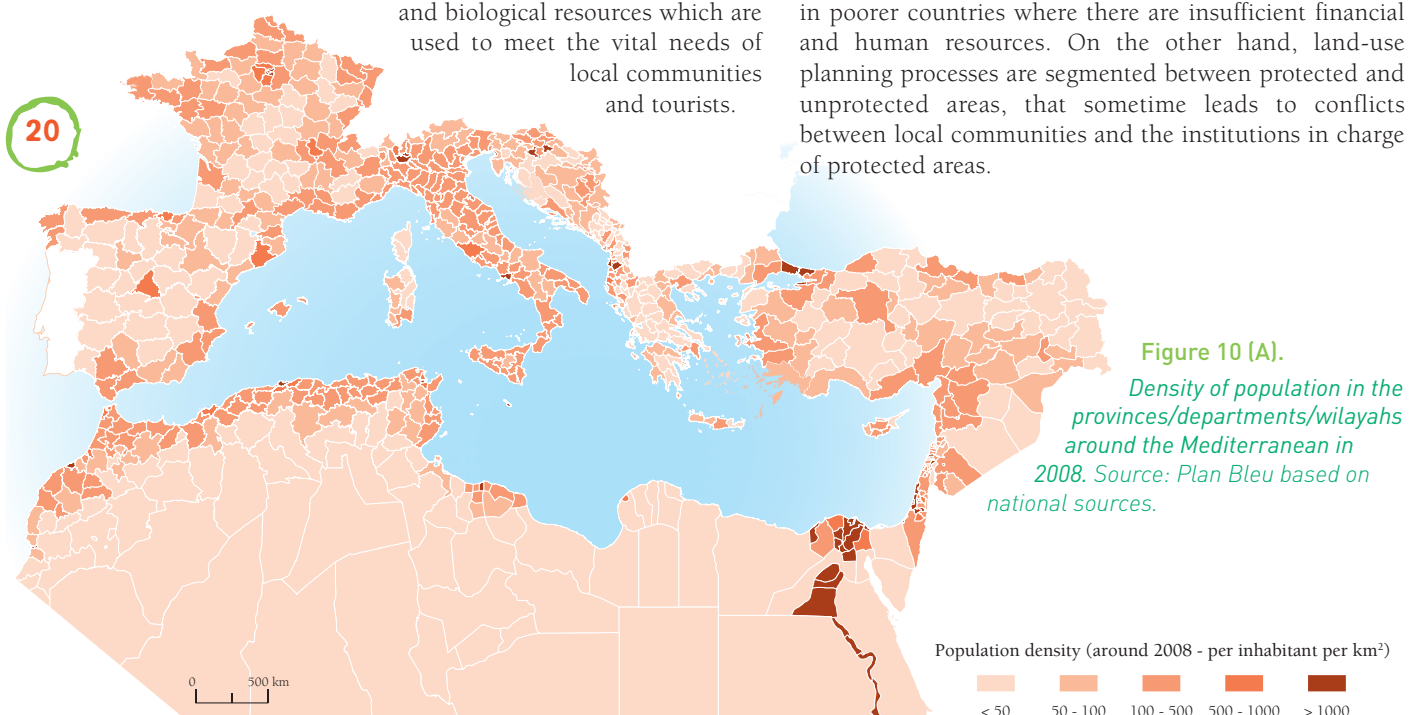 and biological resources which are
used to meet the vital needs of
local communities
and tourists.
in poorer countries where there are insufficient financial
and human resources. On the other hand, land-use
planning processes are segmented between protected and
unprotected areas, that sometime leads to conflicts
between local communities and the institutions in charge
of protected areas.
20
Figure 10 (A).
Density of population in the
provinces/departments/wilayahs
around the Mediterranean in
2008. Source: Plan Bleu based on
national sources.
Population density (around 2008 - per inhabitant per km²)
< 50 50 - 100 100 - 500 500 - 1000 > 1000
0 500 km